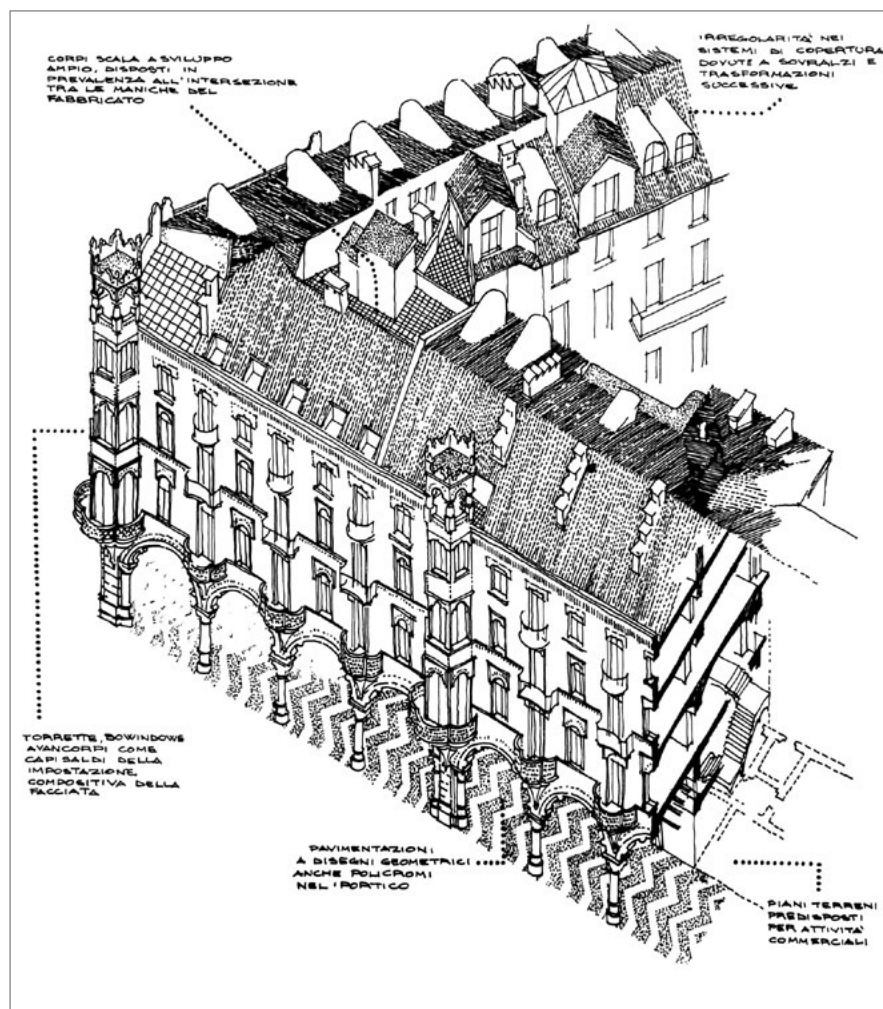 CORPI SCALA A SVILUPPO
AMPIO, DISPOSTI IN
PREVALENZA ALL'INTERSEZIONE
TRA LE MANICHE DEL
FABBRICATO
IRREGOLARITA' NEI
SISTEMI DI COPERTURA
DOVUTI A SOVRALZI E
TRASFORMAZIONI
SUCCESSIVE
TORRETTE, BOWINDOWS
AVANCORPI COME
CAPISALDI DELLA
IMPOSTAZIONE
COMPOSITIVA DELLA
FACCIATA
PAVIMENTAZIONI
A DISEGNI GEOMETRICI
ANCHE POLICROMI
NEL PORTICO
PIANI TERRENI
PREDISPOSTI
PER ATTIVITA'
COMMERCIALI